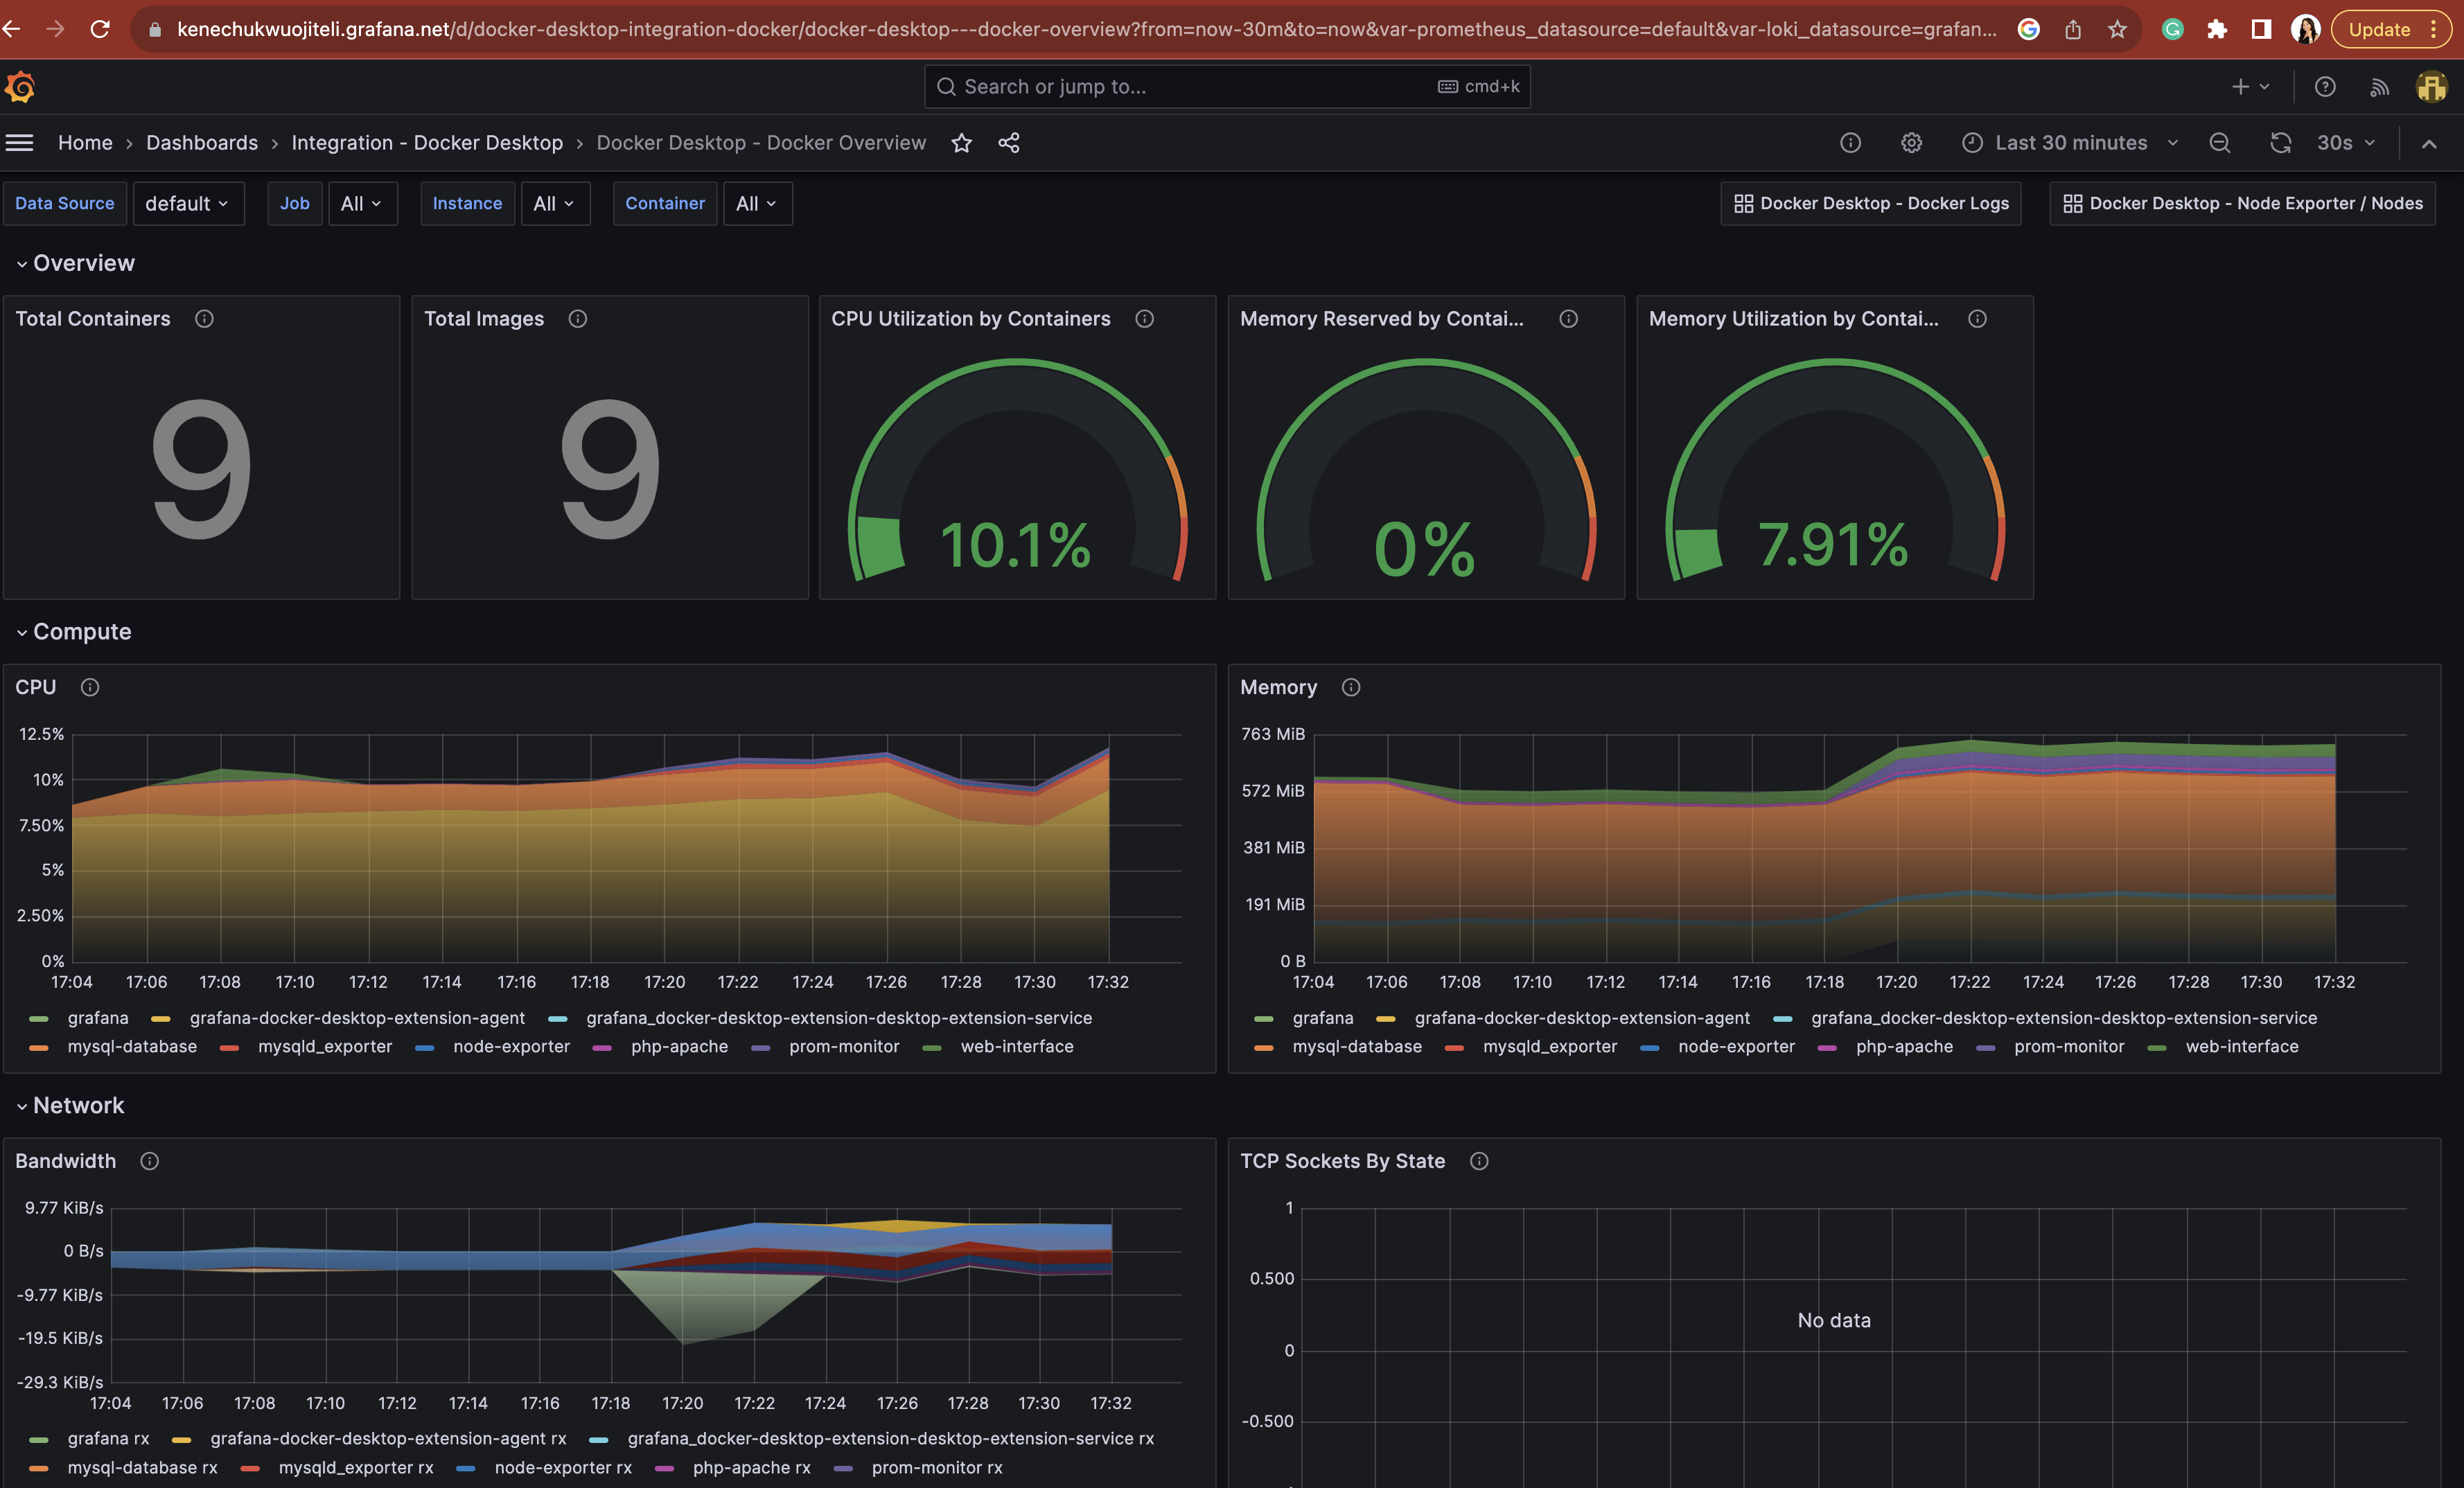 kenechukwuojiteli.grafana.net/d/docker-desktop-integration-docker/docker-desktop---docker-overview?from=now-30m&to=now&var-prometheus_datasource=default&var-loki_datasource=grafan... Update
Search or jump to... cmd+k
Home › Dashboards › Integration - Docker Desktop › Docker Desktop - Docker Overview Last 30 minutes 30s
Data Source default Job All Instance All Container All Docker Desktop - Docker Logs Docker Desktop - Node Exporter / Nodes
Overview
Total Containers
9
Total Images
9
CPU Utilization by Containers
10.1%
Memory Reserved by Contai...
0%
Memory Utilization by Contai...
7.91%
Compute
CPU
12.5%
10%
7.50%
5%
2.50%
0%
17:04 17:06 17:08 17:10 17:12 17:14 17:16 17:18 17:20 17:22 17:24 17:26 17:28 17:30 17:32
grafana grafana-docker-desktop-extension-agent grafana_docker-desktop-extension-desktop-extension-service
mysql-database mysqld_exporter node-exporter php-apache prom-monitor web-interface
Memory
763 MiB
572 MiB
381 MiB
191 MiB
0 B
17:04 17:06 17:08 17:10 17:12 17:14 17:16 17:18 17:20 17:22 17:24 17:26 17:28 17:30 17:32
grafana grafana-docker-desktop-extension-agent grafana_docker-desktop-extension-desktop-extension-service
mysql-database mysqld_exporter node-exporter php-apache prom-monitor web-interface
Network
Bandwidth
9.77 KiB/s
0 B/s
-9.77 KiB/s
-19.5 KiB/s
-29.3 KiB/s
17:04 17:06 17:08 17:10 17:12 17:14 17:16 17:18 17:20 17:22 17:24 17:26 17:28 17:30 17:32
grafana rx grafana-docker-desktop-extension-agent rx grafana_docker-desktop-extension-desktop-extension-service rx
mysql-database rx mysqld_exporter rx node-exporter rx php-apache rx prom-monitor rx
TCP Sockets By State
1
0.500
No data
0
-0.500